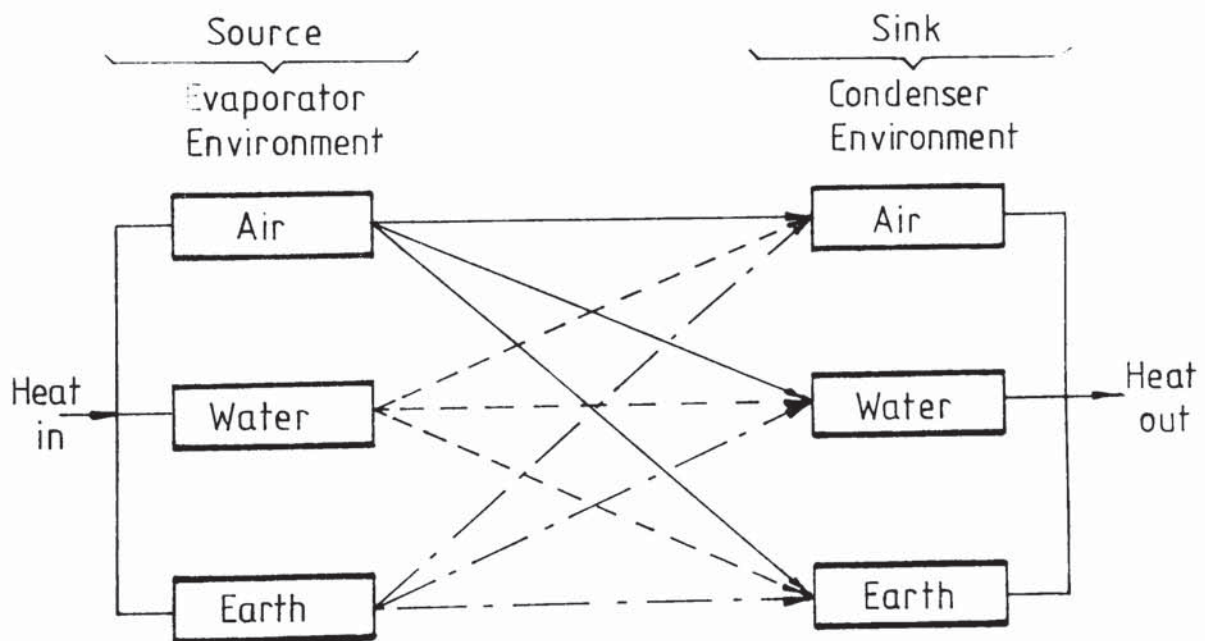 Source
Evaporator
Environment
Sink
Condenser
Environment
Air
Air
Heat
in
Water
Water
Heat
out
Earth
Earth